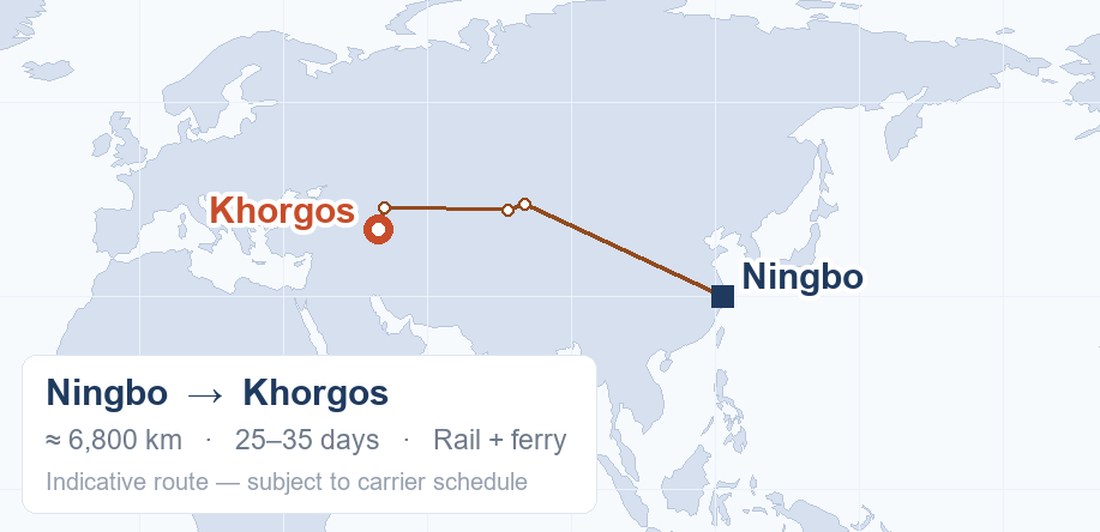 Khorgos
Ningbo
Ningbo → Khorgos
≈ 6,800 km · 25–35 days · Rail + ferry
Indicative route — subject to carrier schedule